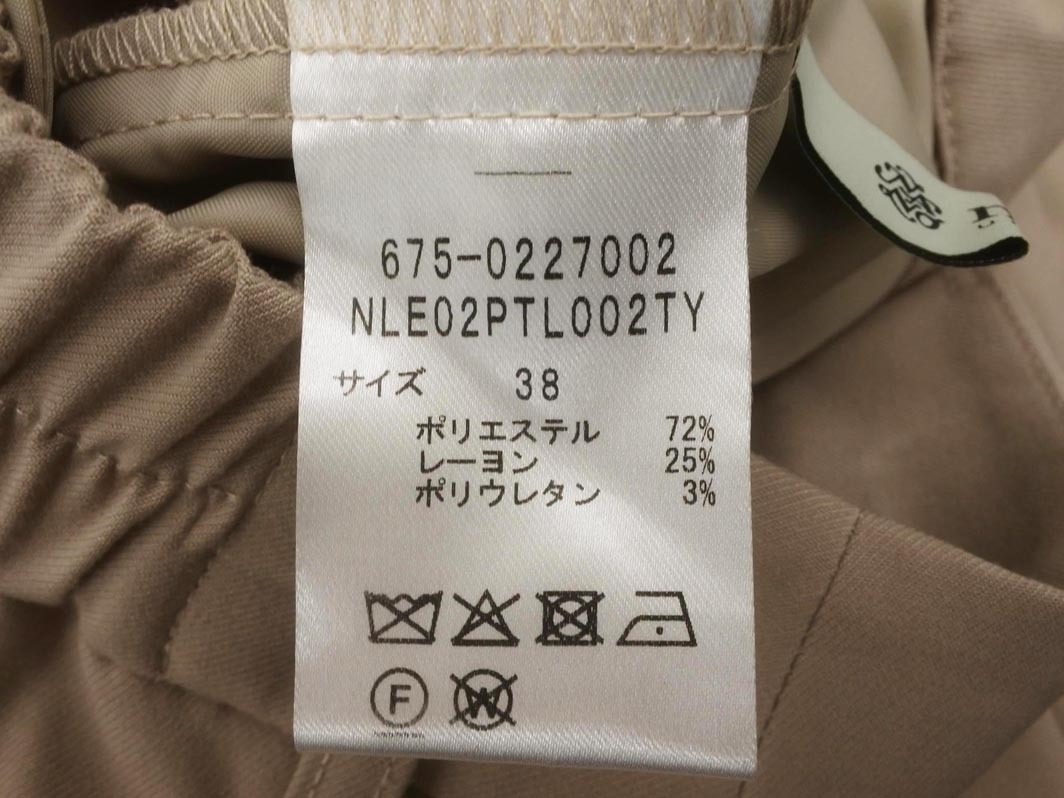 675-0227002
NLE02PTL002TY
サイズ 38
ポリエステル 72%
レーヨン 25%
ポリウレタン 3%
F
W